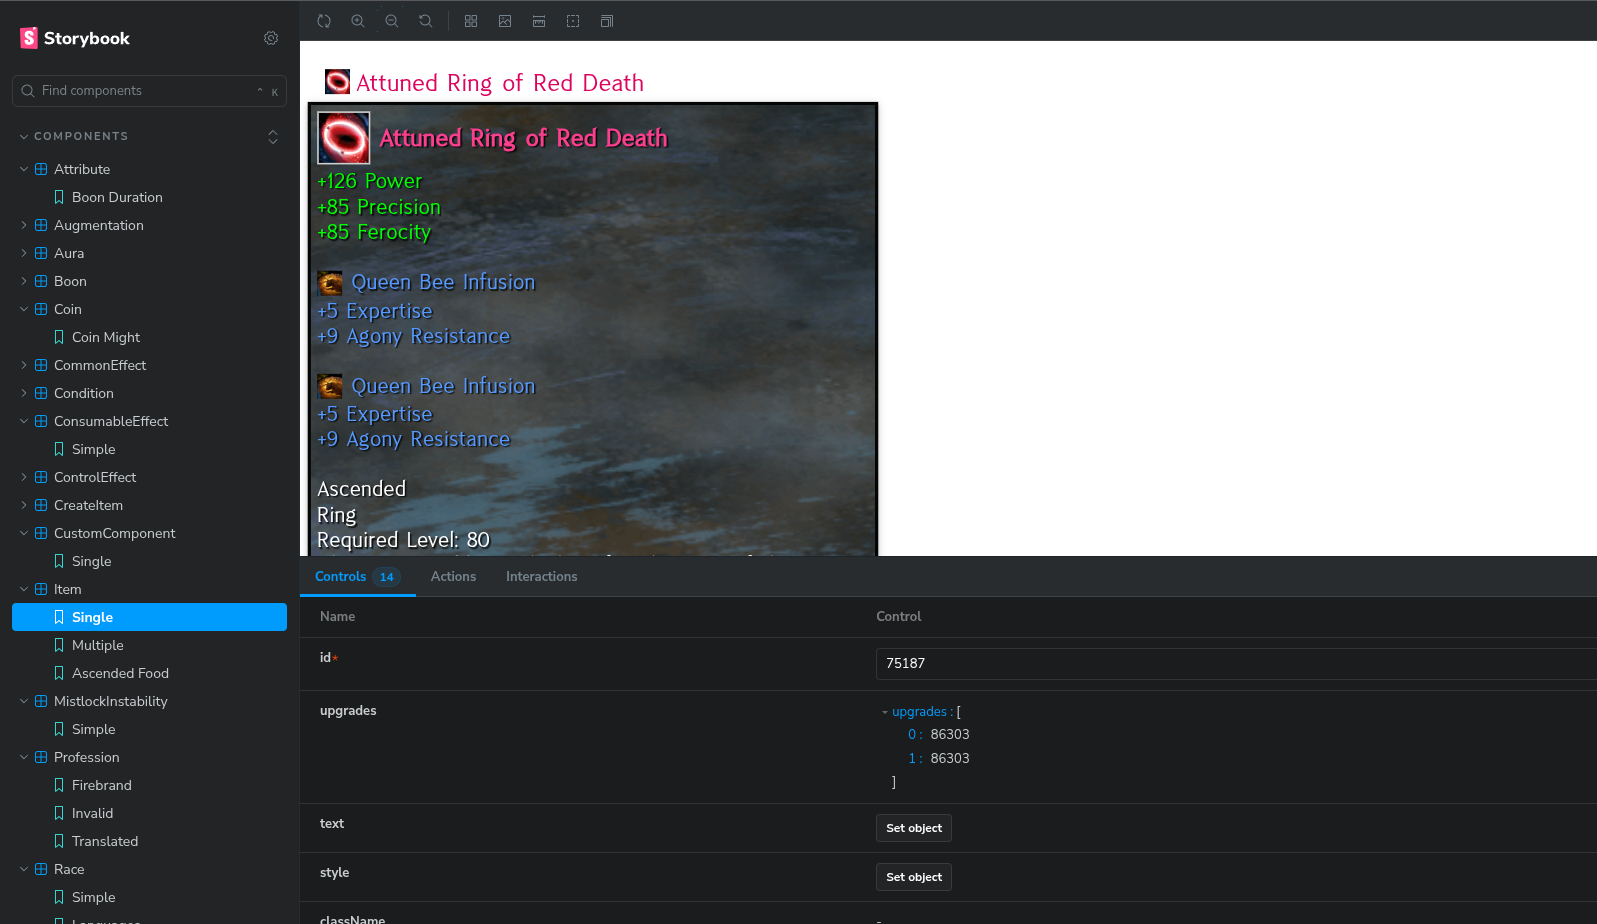 Storybook
Find components
^ K
COMPONENTS
Attribute
Boon Duration
Augmentation
Aura
Boon
Coin
Coin Might
CommonEffect
Condition
ConsumableEffect
Simple
ControlEffect
CreateItem
CustomComponent
Single
Item
Single
Multiple
Ascended Food
MistlockInstability
Simple
Profession
Firebrand
Invalid
Translated
Race
Simple
Attuned Ring of Red Death
Attuned Ring of Red Death
+126 Power
+85 Precision
+85 Ferocity
Queen Bee Infusion
+5 Expertise
+9 Agony Resistance
Queen Bee Infusion
+5 Expertise
+9 Agony Resistance
Ascended
Ring
Required Level: 80
Controls 14 Actions Interactions
Name Control
id* 75187
upgrades upgrades : [
0 : 86303
1 : 86303
]
text Set object
style Set object
className -